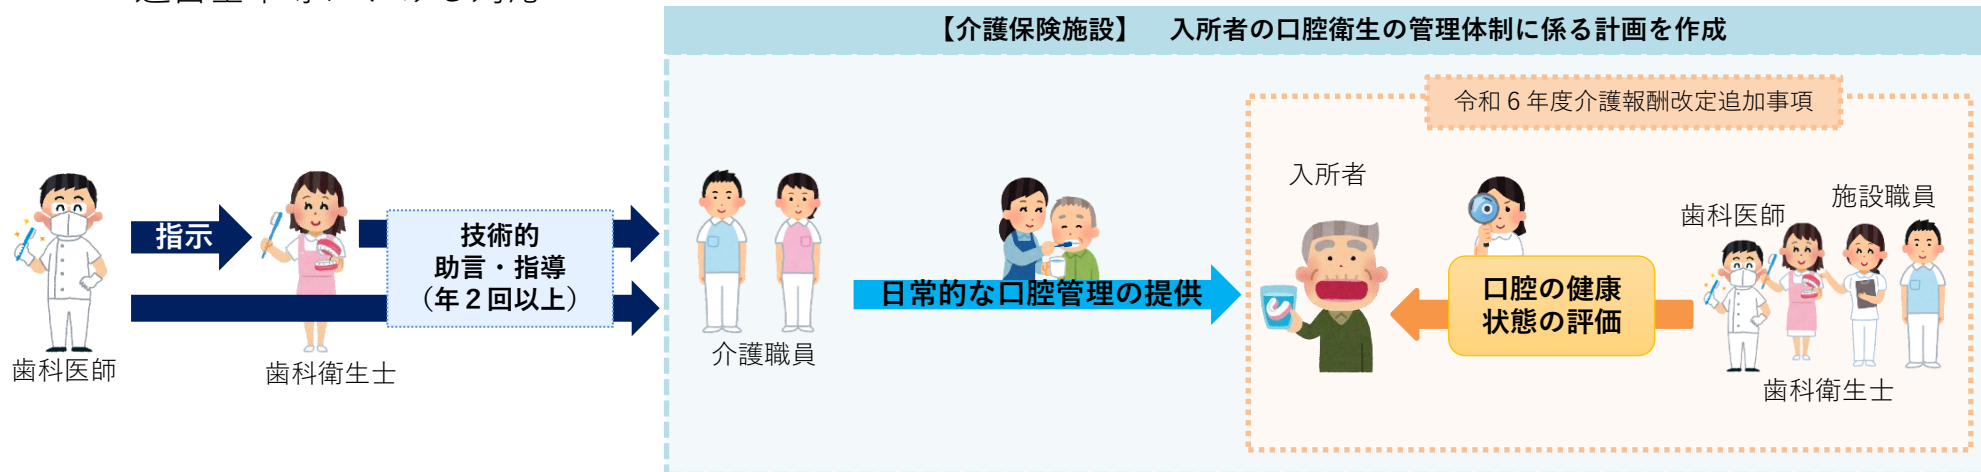 【介護保険施設】 入所者の口腔衛生の管理体制に係る計画を作成
令和6年度介護報酬改定追加事項
指示
技術的
助言・指導
（年2回以上）
歯科医師
歯科衛生士
介護職員
日常的な口腔管理の提供
入所者
口腔の健康
状態の評価
歯科医師
施設職員
歯科衛生士